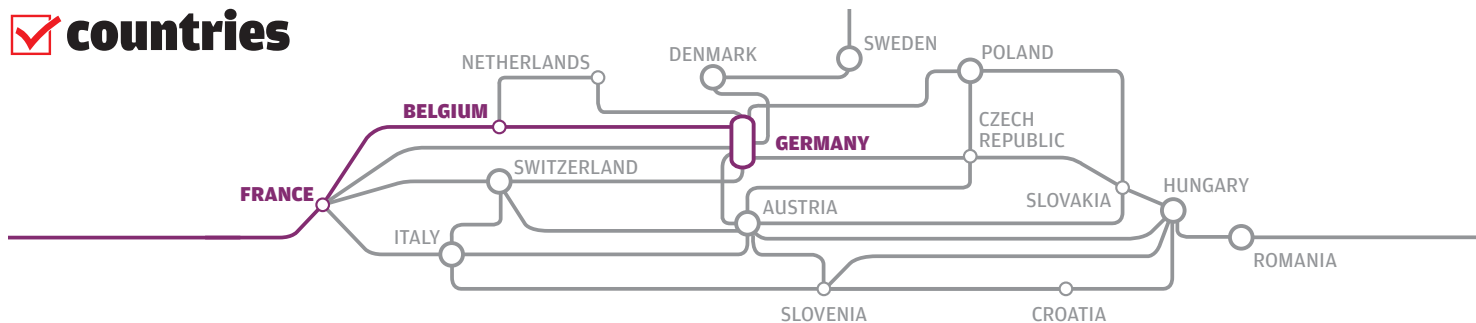 countries
SWEDEN
DENMARK
POLAND
NETHERLANDS
BELGIUM
CZECH
REPUBLIC
GERMANY
SWITZERLAND
FRANCE
HUNGARY
SLOVAKIA
AUSTRIA
ITALY
ROMANIA
SLOVENIA
CROATIA